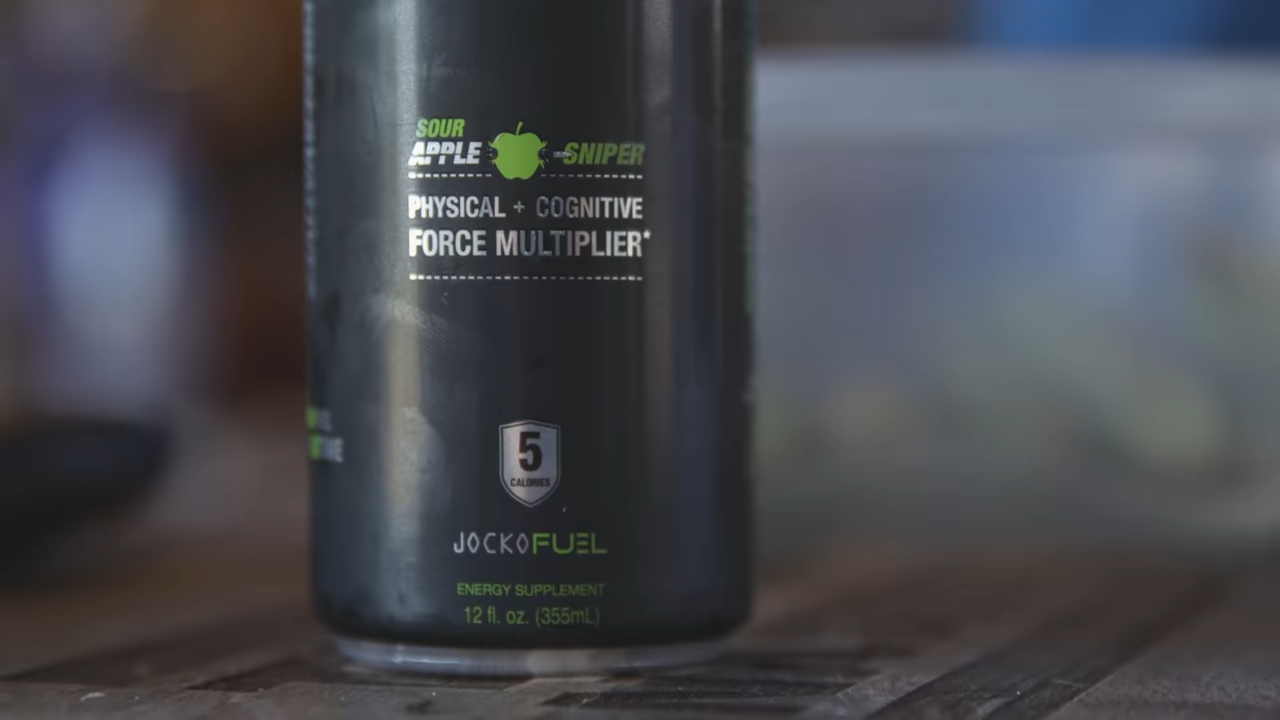 SOUR
APPLE SNIPER
PHYSICAL + COGNITIVE
FORCE MULTIPLIER*
5
CALORIES
JOCKOFUEL
ENERGY SUPPLEMENT
12 fl. oz. (355mL)